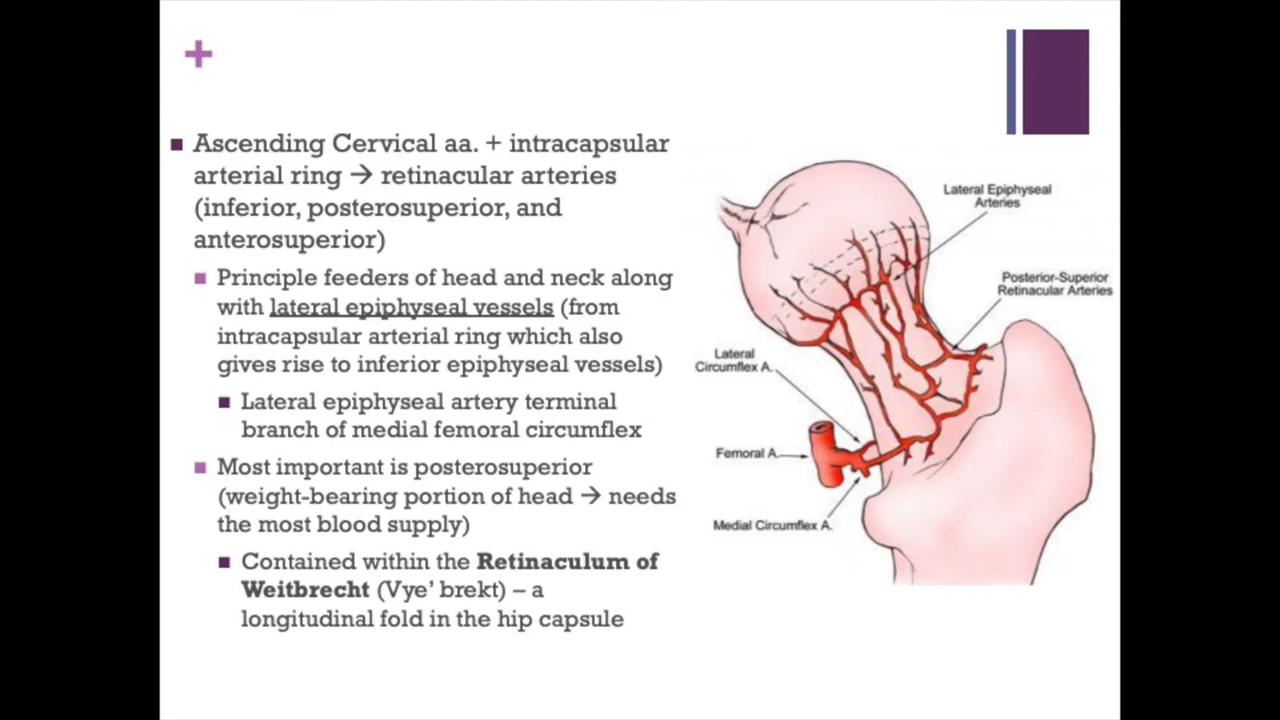 +
Ascending Cervical aa. + intracapsular
arterial ring → retinacular arteries
(inferior, posterosuperior, and
anterosuperior)
Principle feeders of head and neck along
with lateral epiphyseal vessels (from
intracapsular arterial ring which also
gives rise to inferior epiphyseal vessels)
Lateral epiphyseal artery terminal
branch of medial femoral circumflex
Most important is posterosuperior
(weight-bearing portion of head → needs
the most blood supply)
Contained within the Retinaculum of
Weitbrecht (Vye’ brekt) – a
longitudinal fold in the hip capsule
Lateral Epiphyseal
Arteries
Posterior-Superior
Retinacular Arteries
Lateral
Circumflex A.
Femoral A.
Medial Circumflex A.